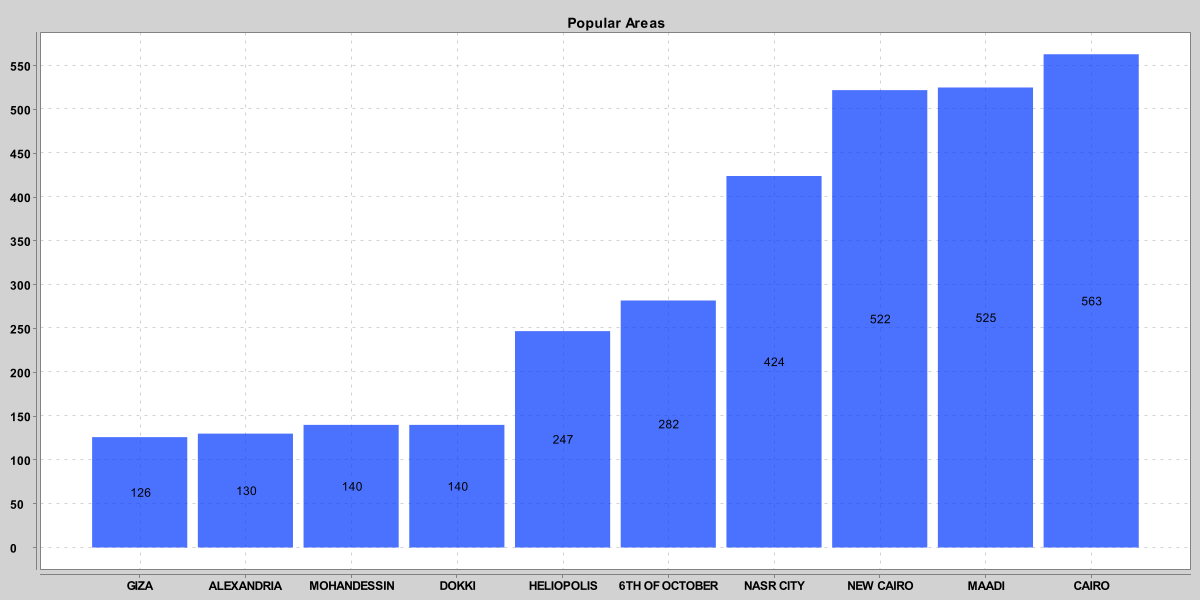 Popular Areas
550
500
450
400
350
300
250
200
150
100
50
0
126
130
140
140
247
282
424
522
525
563
GIZA
ALEXANDRIA
MOHANDESSIN
DOKKI
HELIOPOLIS
6TH OF OCTOBER
NASR CITY
NEW CAIRO
MAADI
CAIRO